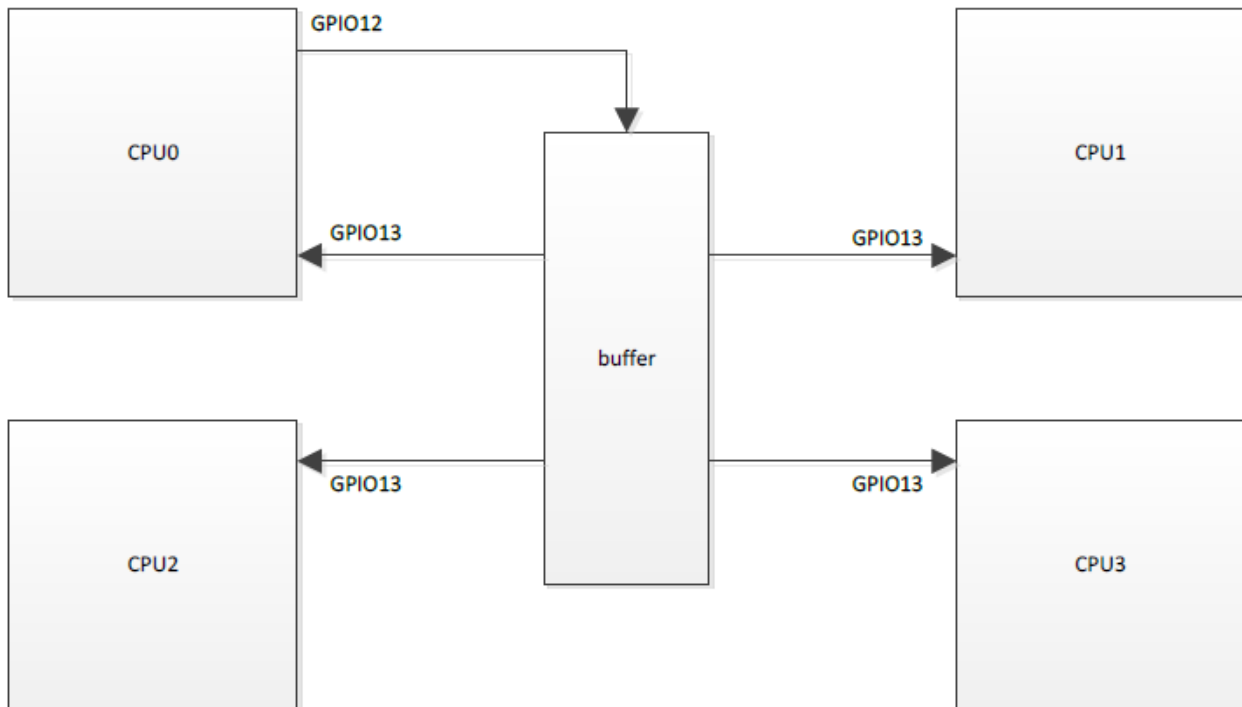 GPIO12
CPU0
CPU1
GPIO13
GPIO13
buffer
GPIO13
GPIO13
CPU2
CPU3